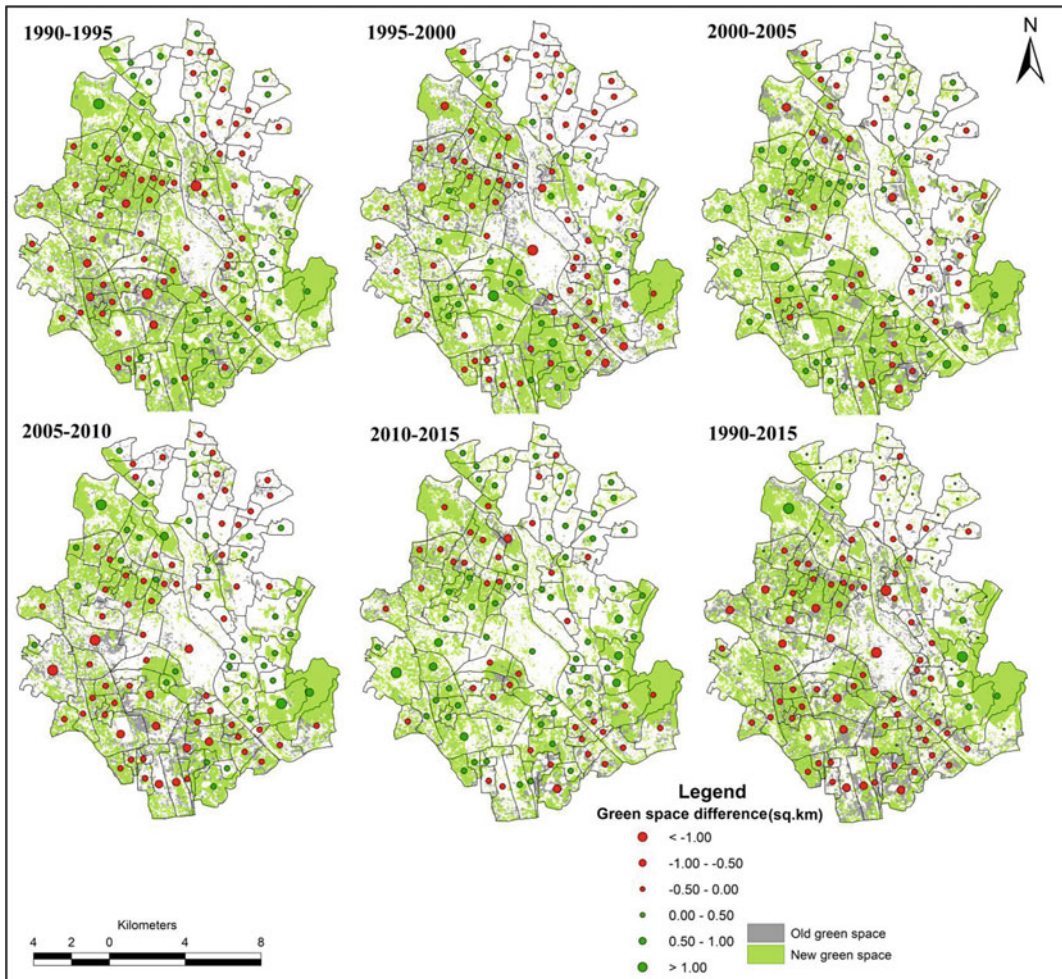 1990-1995
1995-2000
2000-2005
N
2005-2010
2010-2015
1990-2015
Legend
Green space difference(sq.km)
< -1.00
-1.00 - -0.50
-0.50 - 0.00
0.00 - 0.50
0.50 - 1.00
> 1.00
Old green space
New green space
Kilometers
4 2 0 4 8